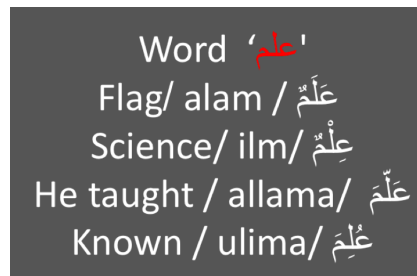 Word ‘علم'
Flag/ alam / عَلَمٌ
Science/ ilm/ عِلْمٌ
He taught / allama/ عَلَّمَ
Known / ulima/ عُلِمَ